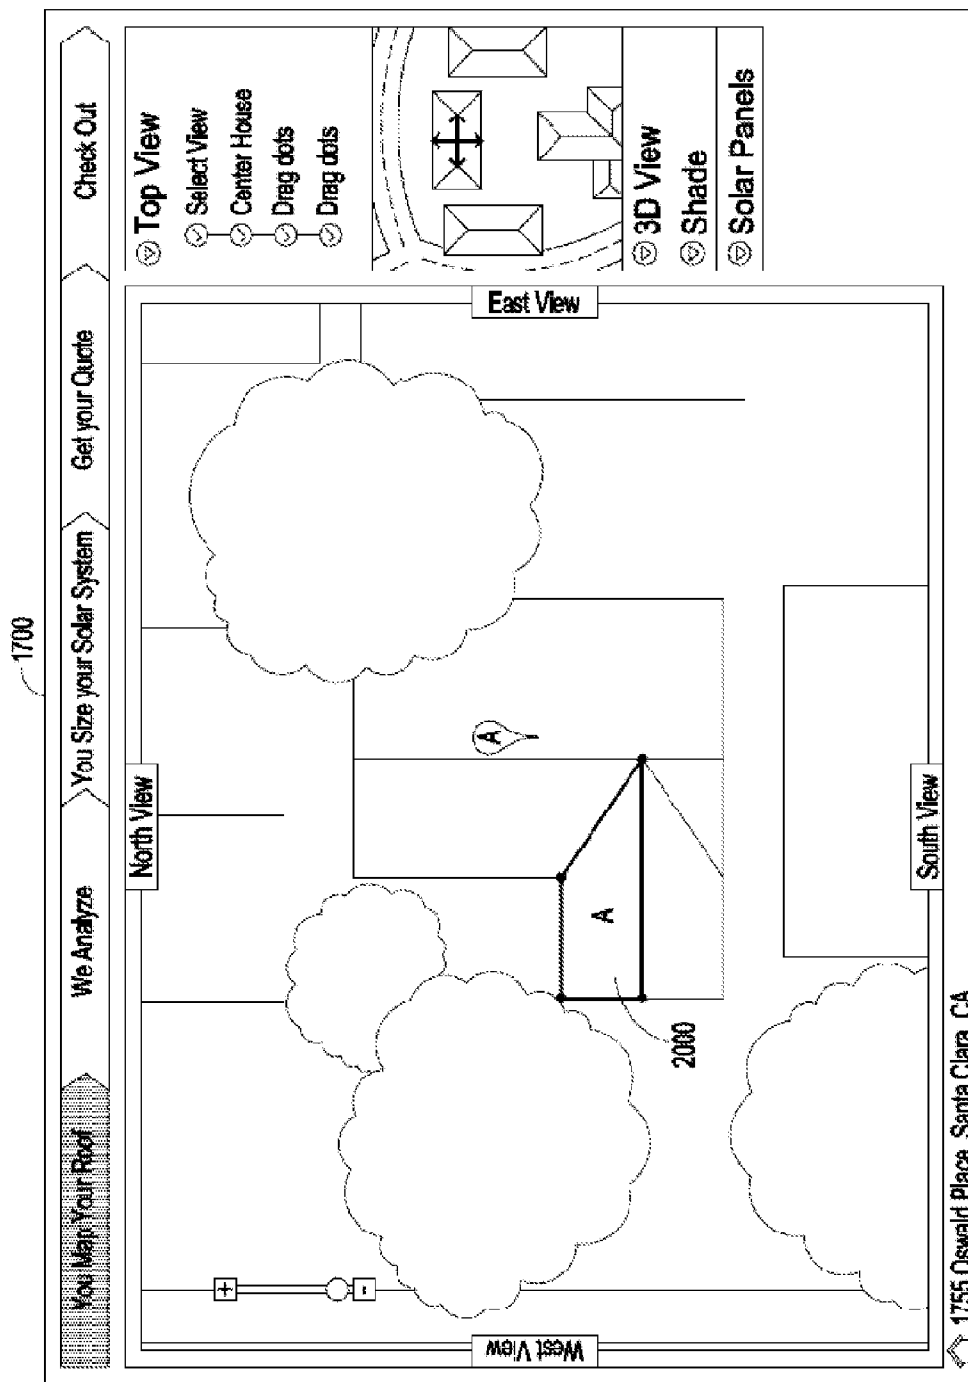 1700
You Map Your Roof
We Analyze
You Size your Solar System
Get your Quote
Check Out
North View
West View
East View
South View
A
A
2000
+
-
Top View
Select View
Center House
Drag dots
Drag dots
3D View
Shade
Solar Panels
1755 Oswald Place, Santa Clara, CA